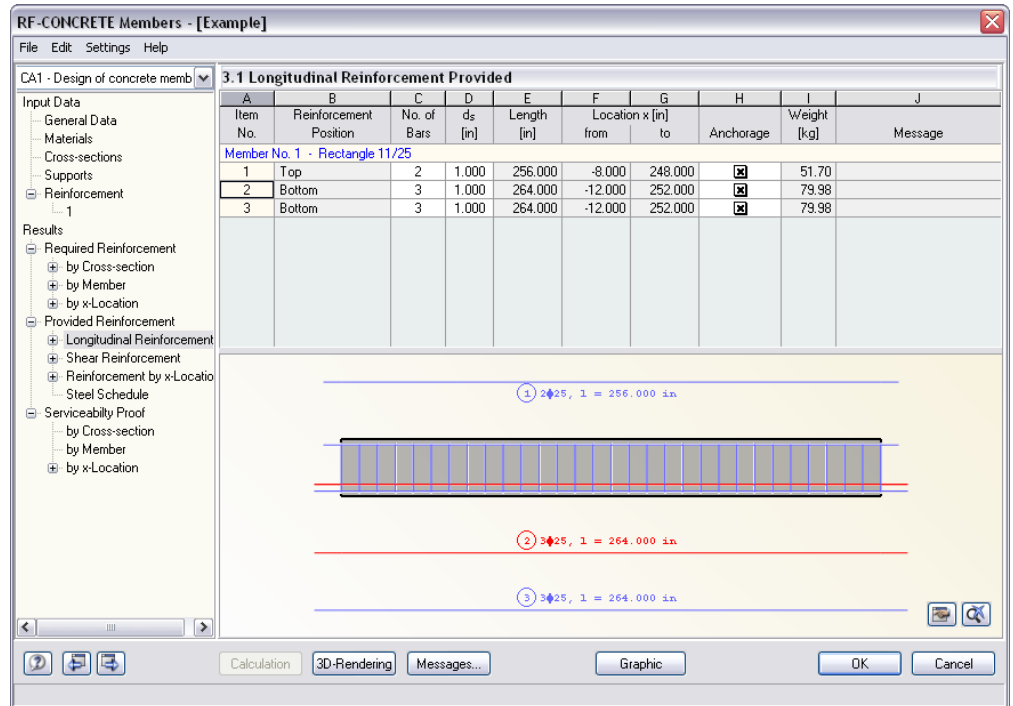 RF-CONCRETE Members - [Example]
File Edit Settings Help
CA1 - Design of concrete memb
Input Data
General Data
Materials
Cross-sections
Supports
Reinforcement
1
Results
Required Reinforcement
by Cross-section
by Member
by x-Location
Provided Reinforcement
Longitudinal Reinforcement
Shear Reinforcement
Reinforcement by x-Locatio
Steel Schedule
Serviceabilty Proof
by Cross-section
by Member
by x-Location
3.1 Longitudinal Reinforcement Provided
A B C D E F G H I J
Item Reinforcement No. of ds Length Location x [in] Weight
No. Position Bars [in] [in] from to Anchorage [kg] Message
Member No. 1 - Rectangle 11/25
1 Top 2 1.000 256.000 -8.000 248.000 51.70
2 Bottom 3 1.000 264.000 -12.000 252.000 79.98
3 Bottom 3 1.000 264.000 -12.000 252.000 79.98
1 2ϕ25, l = 256.000 in
2 3ϕ25, l = 264.000 in
3 3ϕ25, l = 264.000 in
Calculation 3D-Rendering Messages... Graphic OK Cancel